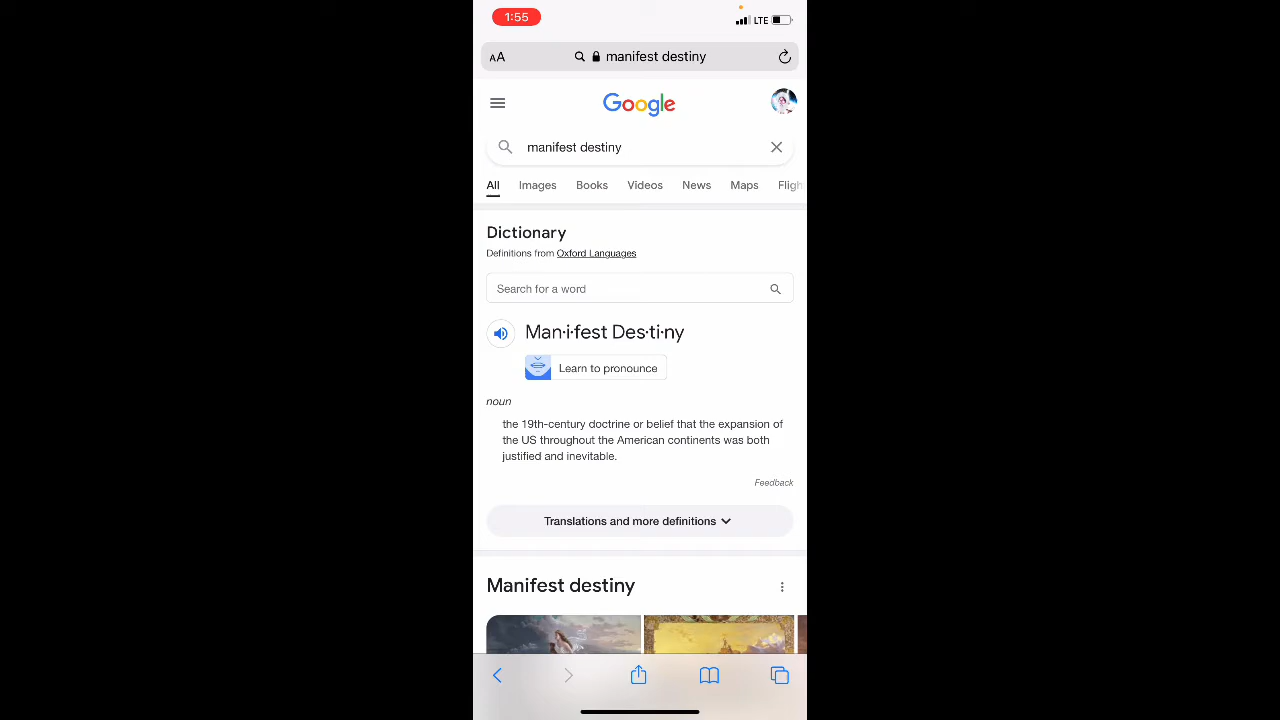 1:55
LTE
AA manifest destiny
Google
manifest destiny
All Images Books Videos News Maps Fligh
Dictionary
Definitions from Oxford Languages
Search for a word
Man·i·fest Des·ti·ny
Learn to pronounce
noun
the 19th-century doctrine or belief that the expansion of
the US throughout the American continents was both
justified and inevitable.
Feedback
Translations and more definitions
Manifest destiny